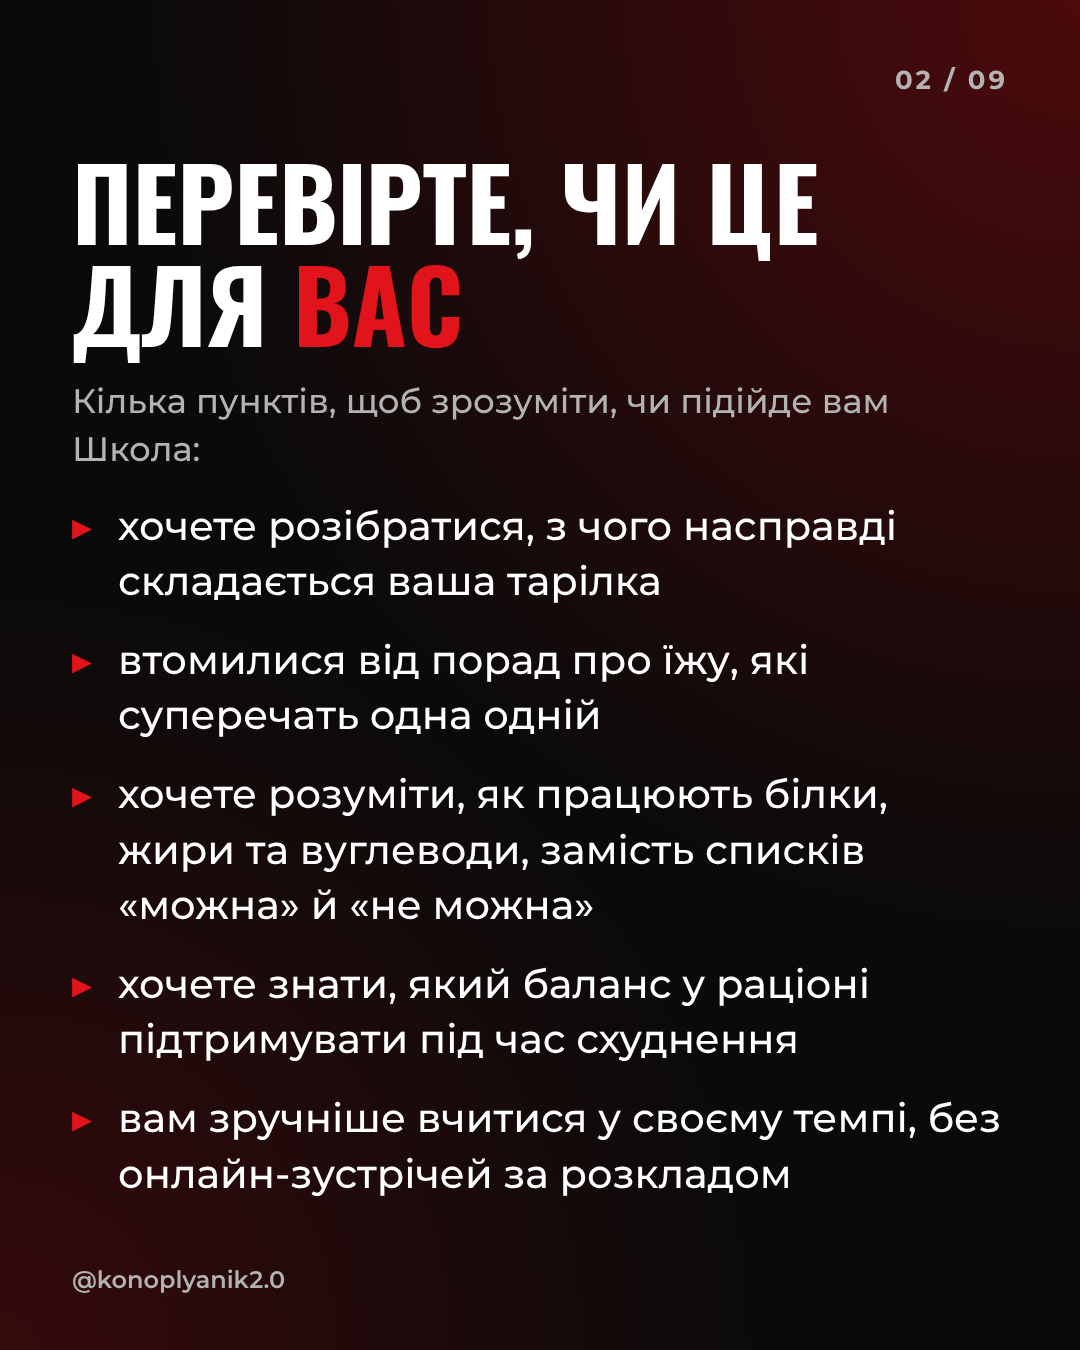 02 / 09
ПЕРЕВІРТЕ, ЧИ ЦЕ
ДЛЯ ВАС
Кілька пунктів, щоб зрозуміти, чи підійде вам
Школа:
▸ хочете розібратися, з чого насправді
складається ваша тарілка
▸ втомилися від порад про їжу, які
суперечать одна одній
▸ хочете розуміти, як працюють білки,
жири та вуглеводи, замість списків
«можна» й «не можна»
▸ хочете знати, який баланс у раціоні
підтримувати під час схуднення
▸ вам зручніше вчитися у своєму темпі, без
онлайн-зустрічей за розкладом
@konoplyanik2.0